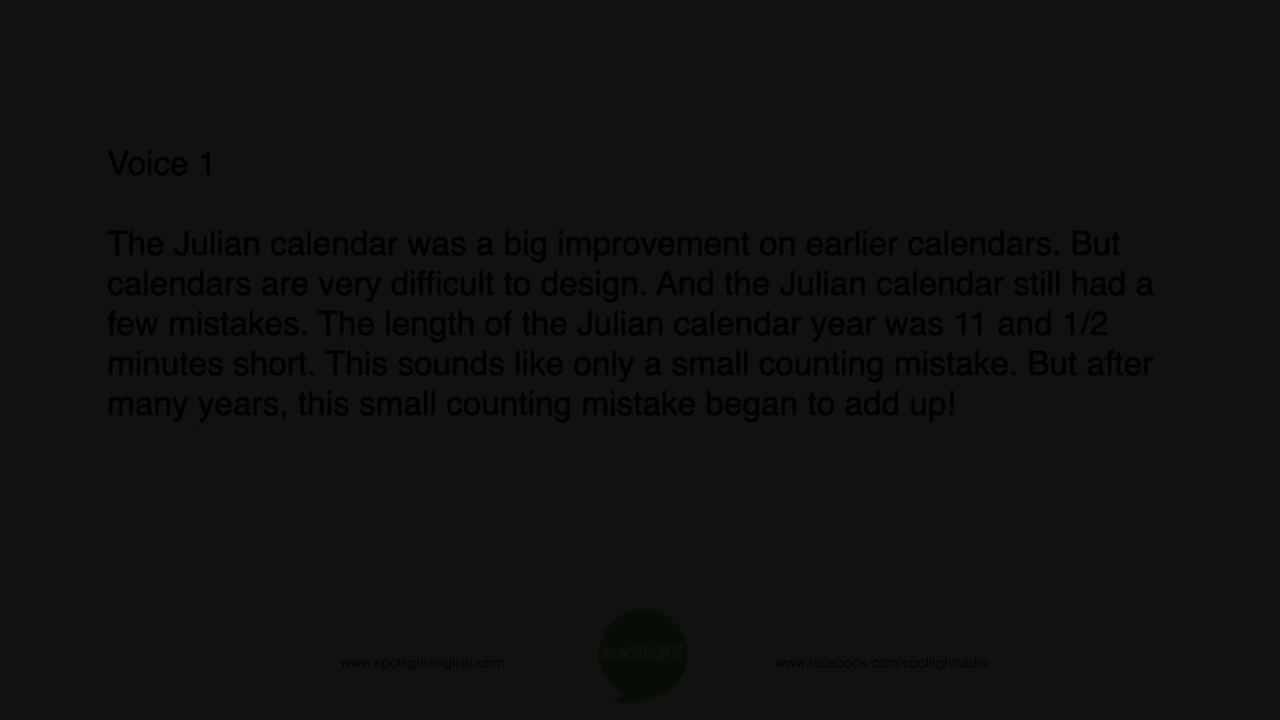 Voice 1
The Julian calendar was a big improvement on earlier calendars. But
calendars are very difficult to design. And the Julian calendar still had a
few mistakes. The length of the Julian calendar year was 11 and 1/2
minutes short. This sounds like only a small counting mistake. But after
many years, this small counting mistake began to add up!
spotlight
www.spotlightenglish.com
www.facebook.com/spotlightradio